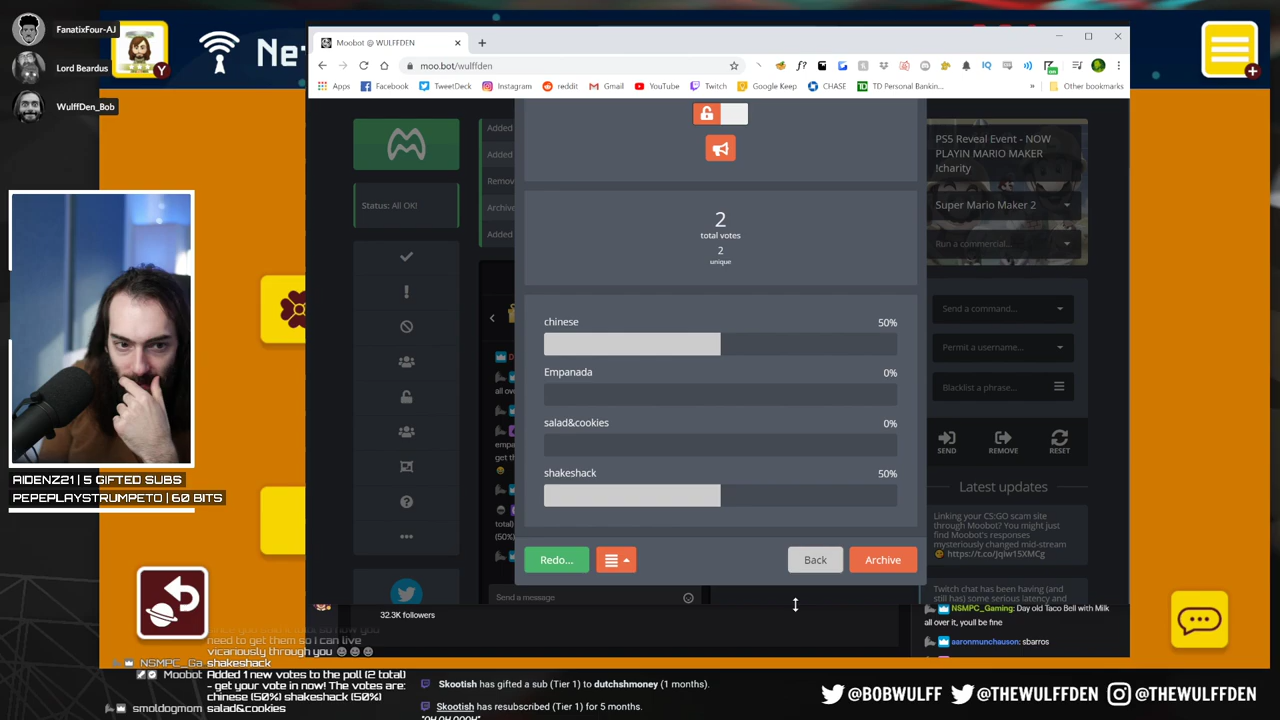 FanatixFour-AJ
Lord Beardus
WulffDen_Bob
Y
Ne
Moobot @ WULFFDEN
moo.bot/wulffden
Apps
Facebook
TweetDeck
Instagram
reddit
Gmail
YouTube
Twitch
Google Keep
CHASE
TD Personal Bankin...
Other bookmarks
Status: All OK!
Added
Added
Remov
Archive
Added
PS5 Reveal Event - NOW
PLAYIN MARIO MAKER
!charity
Super Mario Maker 2
Run a commercial...
2
total votes
2
unique
chinese 50%
Empanada 0%
salad&cookies 0%
shakeshack 50%
Redo...
Back
Archive
Send a command...
Permit a username...
Blacklist a phrase...
SEND
REMOVE
RESET
Latest updates
Linking your CS:GO scam site
through Moobot? You might just
find Moobot's responses
mysteriously changed mid-stream
https://t.co/Jqiw15XMCg
Twitch chat has been having (and
still has) some serious latency and
all ove
empa
get th
total)
(50%)
Send a message
32.3K followers
NSMPC_Gaming: Day old Taco Bell with Milk
all over it, youll be fine
aaronmunchauson: sbarros
AIDENZ21 | 5 GIFTED SUBS
PEPEPLAYSTRUMPETO | 60 BITS
need to get them so I can live
vicariously through you
NSMPC_Ga shakeshack
Moobot Added 1 new votes to the poll (2 total)
- get your vote in now! The votes are:
chinese (50%) shakeshack (50%)
smoldogmom salad&cookies
Skootish has gifted a sub (Tier 1) to dutchshmoney (1 months).
Skootish has resubscribed (Tier 1) for 5 months.
@BOBWULFF @THEWULFFDEN @THEWULFFDEN